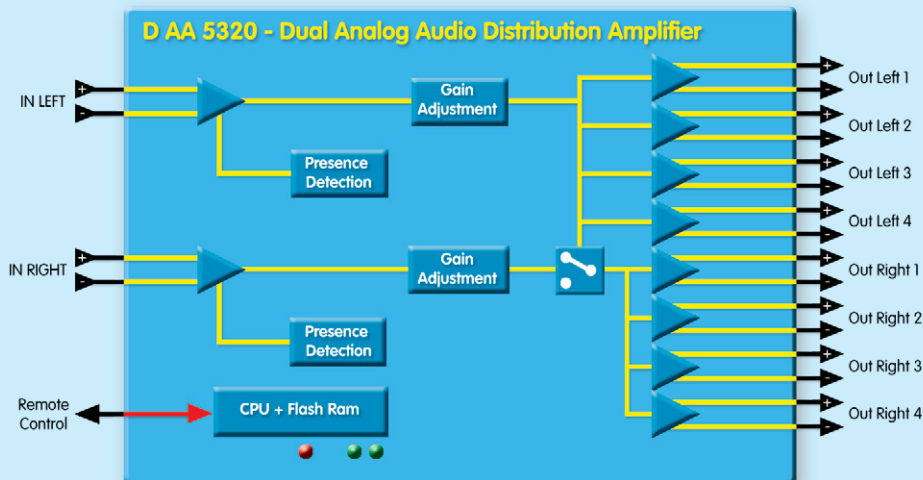 D AA 5320 - Dual Analog Audio Distribution Amplifier
IN LEFT
+
-
Gain
Adjustment
Presence
Detection
IN RIGHT
+
-
Gain
Adjustment
Presence
Detection
Remote
Control
CPU + Flash Ram
+
-
Out Left 1
+
-
Out Left 2
+
-
Out Left 3
+
-
Out Left 4
+
-
Out Right 1
+
-
Out Right 2
+
-
Out Right 3
+
-
Out Right 4